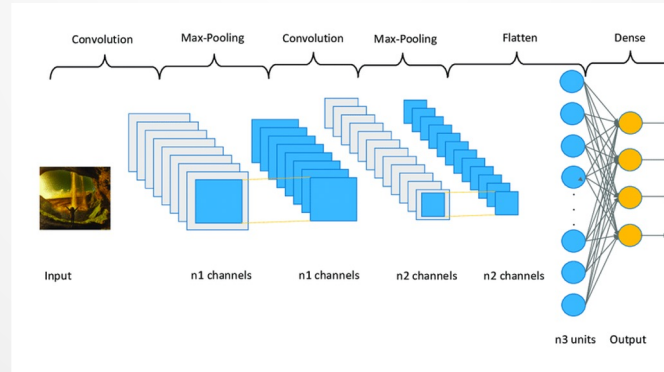 Convolution
Max-Pooling
Convolution
Max-Pooling
Flatten
Dense
Input
n1 channels
n1 channels
n2 channels
n2 channels
n3 units
Output